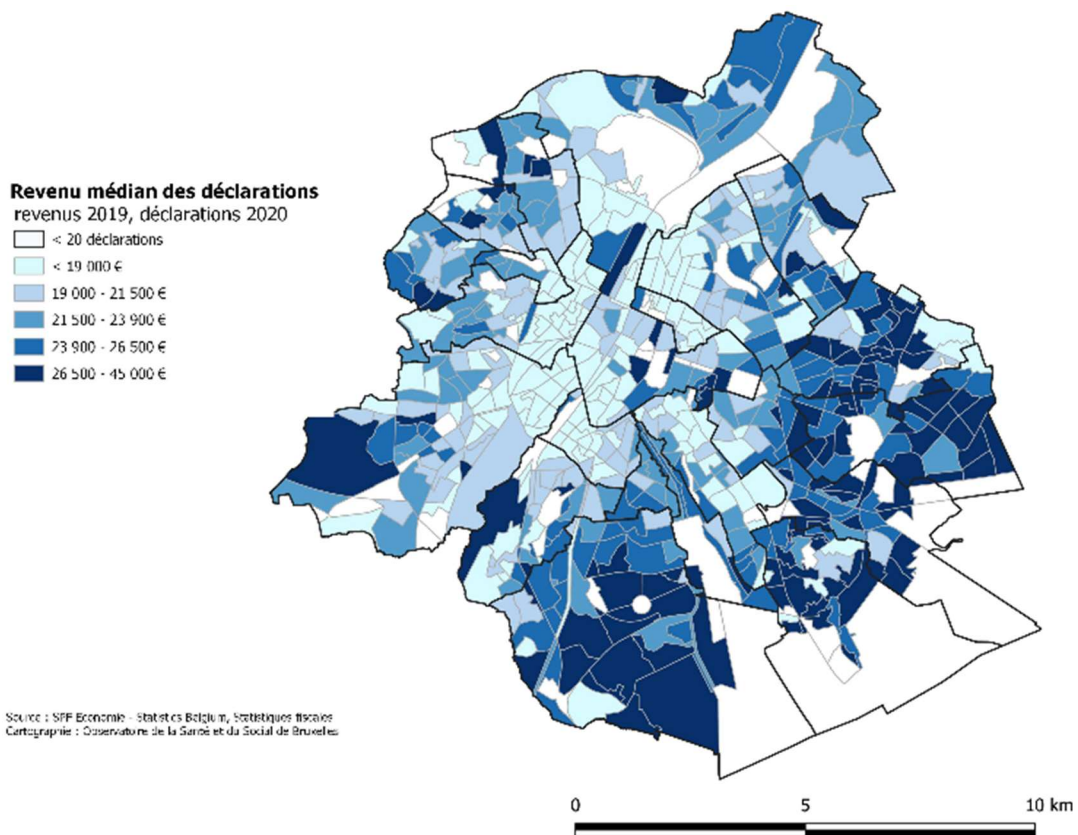 Revenu médian des déclarations
revenus 2019, déclarations 2020
< 20 déclarations
< 19 000 €
19 000 - 21 500 €
21 500 - 23 900 €
23 900 - 26 500 €
26 500 - 45 000 €
Source : SPF Economie - Statistics Belgium, Statistiques fiscales
Cartographie : Observatoire de la Santé et du Social de Bruxelles
0 5 10 km